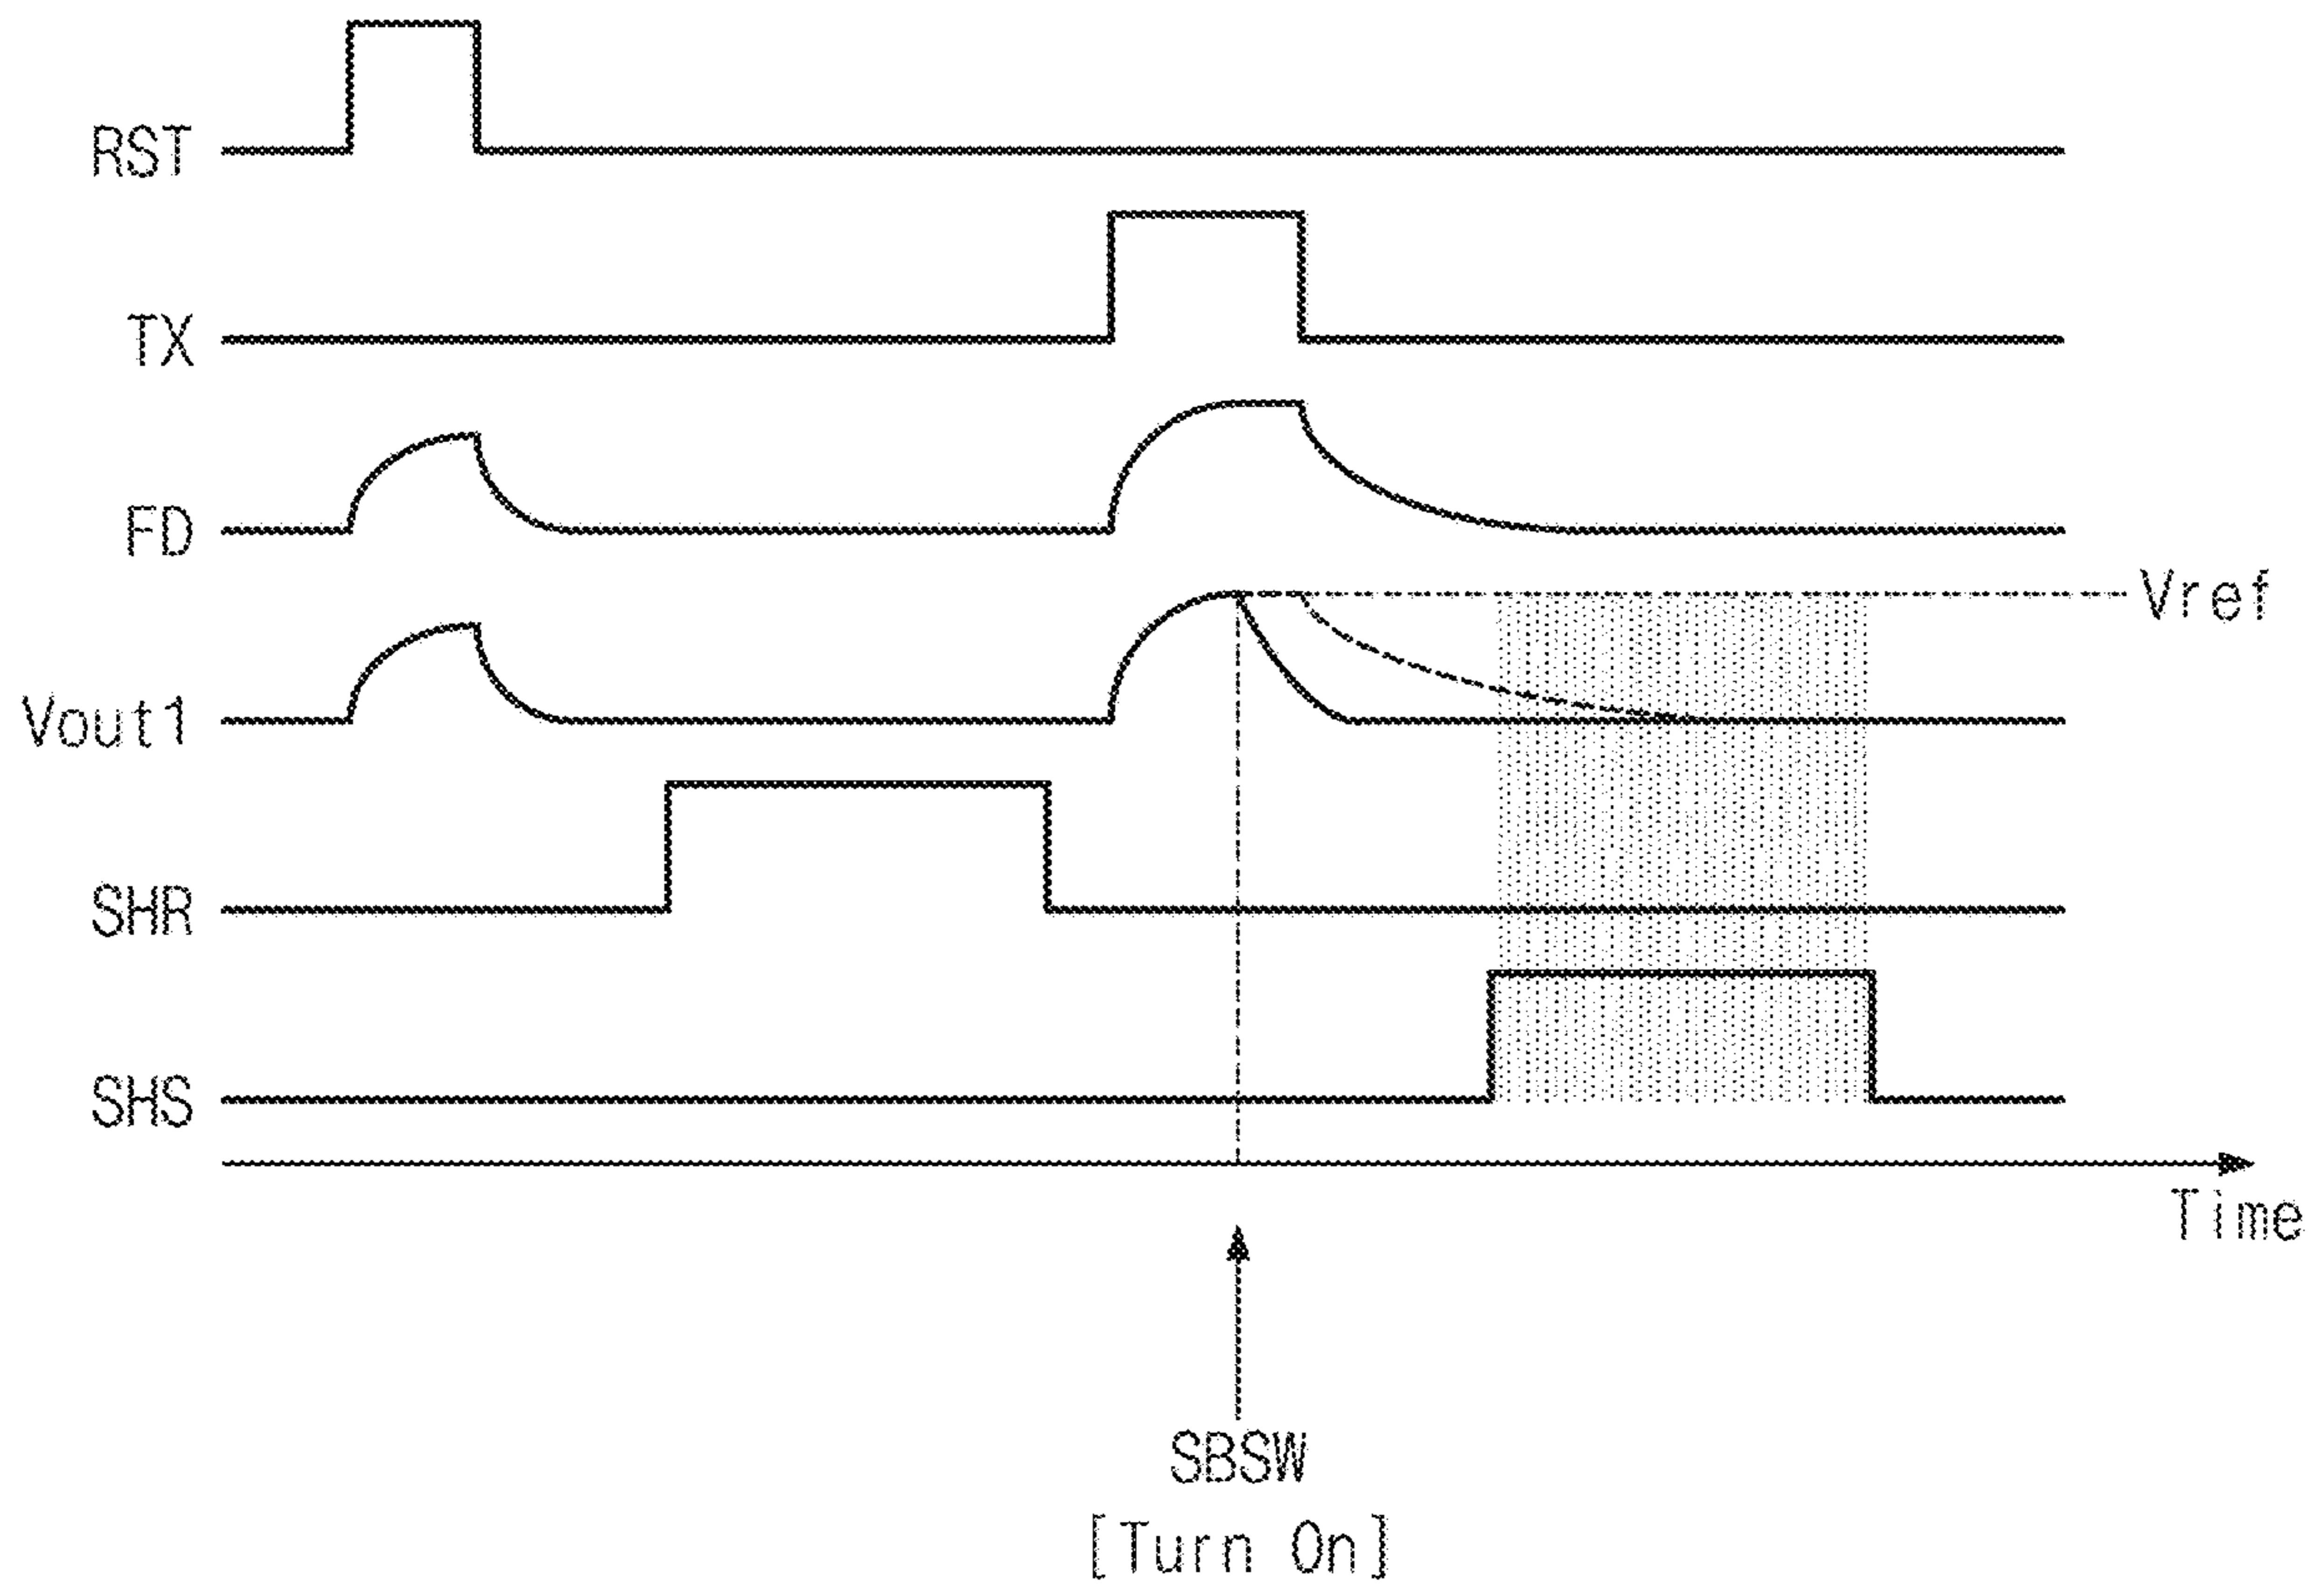 RST
TX
FD
Vref
Vout1
SHR
SHS
Time
SBSW
[Turn On]